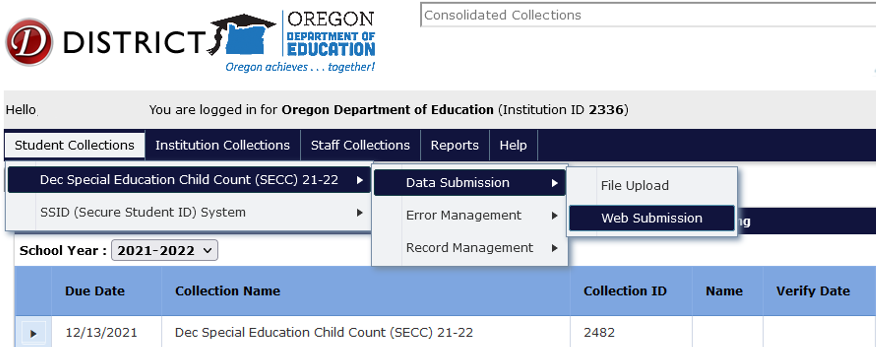 Consolidated Collections
D DISTRICT
OREGON
DEPARTMENT OF
EDUCATION
Oregon achieves . . . together!
Hello
You are logged in for Oregon Department of Education (Institution ID 2336)
Student Collections Institution Collections Staff Collections Reports Help
Dec Special Education Child Count (SECC) 21-22 Data Submission File Upload
SSID (Secure Student ID) System Error Management Web Submission
Record Management
School Year : 2021-2022
Due Date Collection Name Collection ID Name Verify Date
12/13/2021 Dec Special Education Child Count (SECC) 21-22 2482